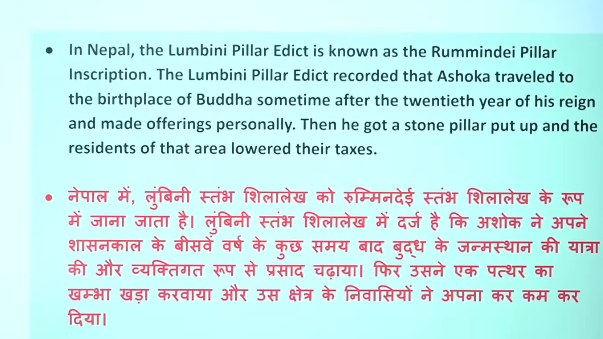 In Nepal, the Lumbini Pillar Edict is known as the Rummindei Pillar
Inscription. The Lumbini Pillar Edict recorded that Ashoka traveled to
the birthplace of Buddha sometime after the twentieth year of his reign
and made offerings personally. Then he got a stone pillar put up and the
residents of that area lowered their taxes.
नेपाल में, लुंबिनी स्तंभ शिलालेख को रुम्मिनदेई स्तंभ शिलालेख के रूप
में जाना जाता है। लुंबिनी स्तंभ शिलालेख में दर्ज है कि अशोक ने अपने
शासनकाल के बीसवें वर्ष के कुछ समय बाद बुद्ध के जन्मस्थान की यात्रा
की और व्यक्तिगत रूप से प्रसाद चढ़ाया। फिर उसने एक पत्थर का
खम्भा खड़ा करवाया और उस क्षेत्र के निवासियों ने अपना कर कम कर
दिया।